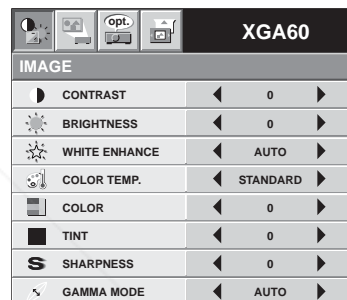 opt.
XGA60
IMAGE
CONTRAST 0
BRIGHTNESS 0
WHITE ENHANCE AUTO
COLOR TEMP. STANDARD
COLOR 0
TINT 0
S SHARPNESS 0
GAMMA MODE AUTO